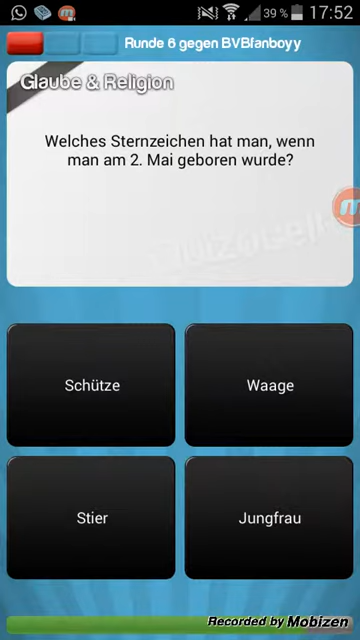 39% 17:52
Runde 6 gegen BVBfanboyy
Glaube & Religion
Welches Sternzeichen hat man, wenn
man am 2. Mai geboren wurde?
Quizduell
Schütze
Waage
Stier
Jungfrau
Recorded by Mobizen